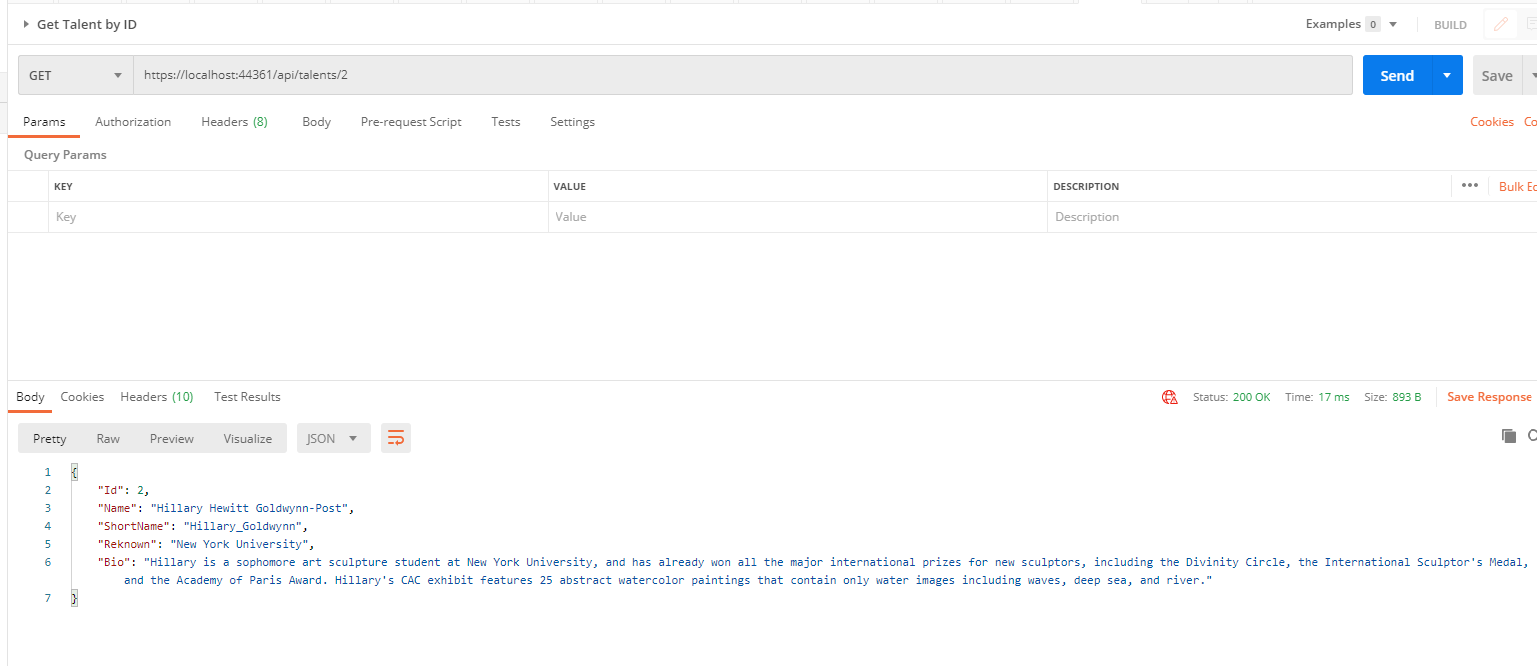 Get Talent by ID Examples 0 BUILD
GET https://localhost:44361/api/talents/2 Send Save
Params Authorization Headers (8) Body Pre-request Script Tests Settings Cookies Co
Query Params
KEY VALUE DESCRIPTION ••• Bulk Ec
Key Value Description
Body Cookies Headers (10) Test Results Status: 200 OK Time: 17 ms Size: 893 B Save Response
Pretty Raw Preview Visualize JSON
1 {
2 "Id": 2,
3 "Name": "Hillary Hewitt Goldwynn-Post",
4 "ShortName": "Hillary_Goldwynn",
5 "Reknown": "New York University",
6 "Bio": "Hillary is a sophomore art sculpture student at New York University, and has already won all the major international prizes for new sculptors, including the Divinity Circle, the International Sculptor's Medal,
and the Academy of Paris Award. Hillary's CAC exhibit features 25 abstract watercolor paintings that contain only water images including waves, deep sea, and river."
7 }